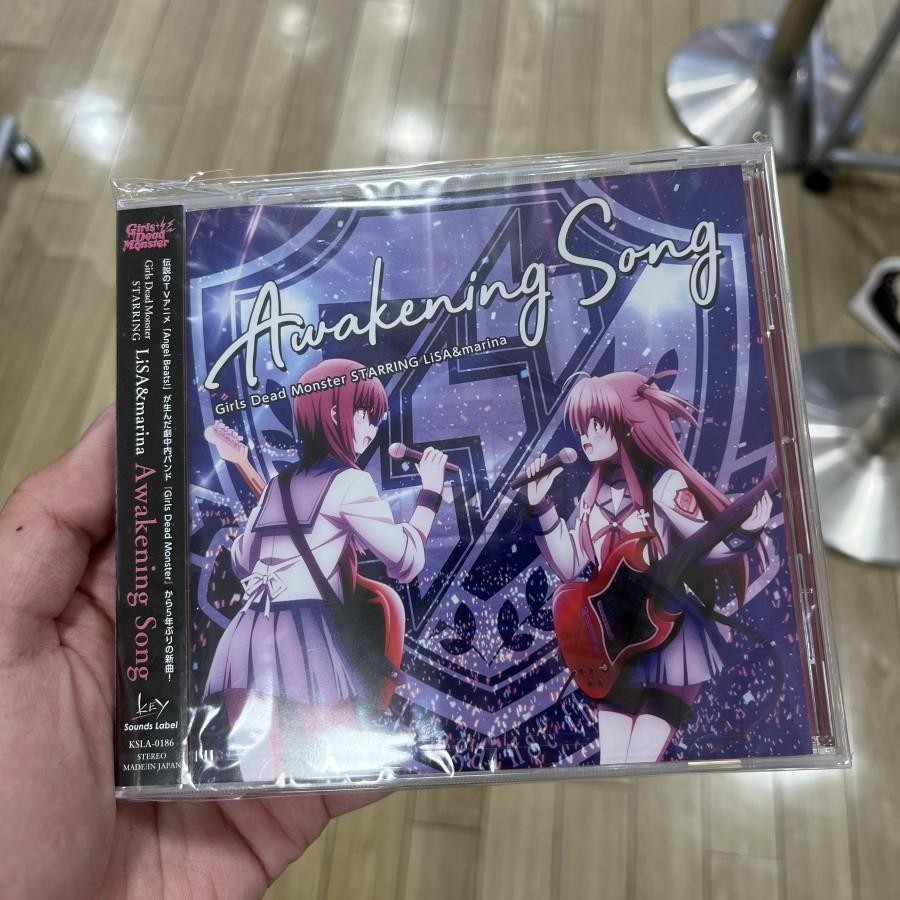 Awakening Song
Girls Dead Monster STARRING LiSA&marina
Girls Dead Monster
伝説のTVアニメ「Angel Beats!」が生んだ劇中内バンド『Girls Dead Monster』から5年ぶりの新曲！
Girls Dead Monster
STARRING
LiSA&marina Awakening Song
KEY
Sounds Label
KSLA-0186
STEREO
MADE IN JAPAN